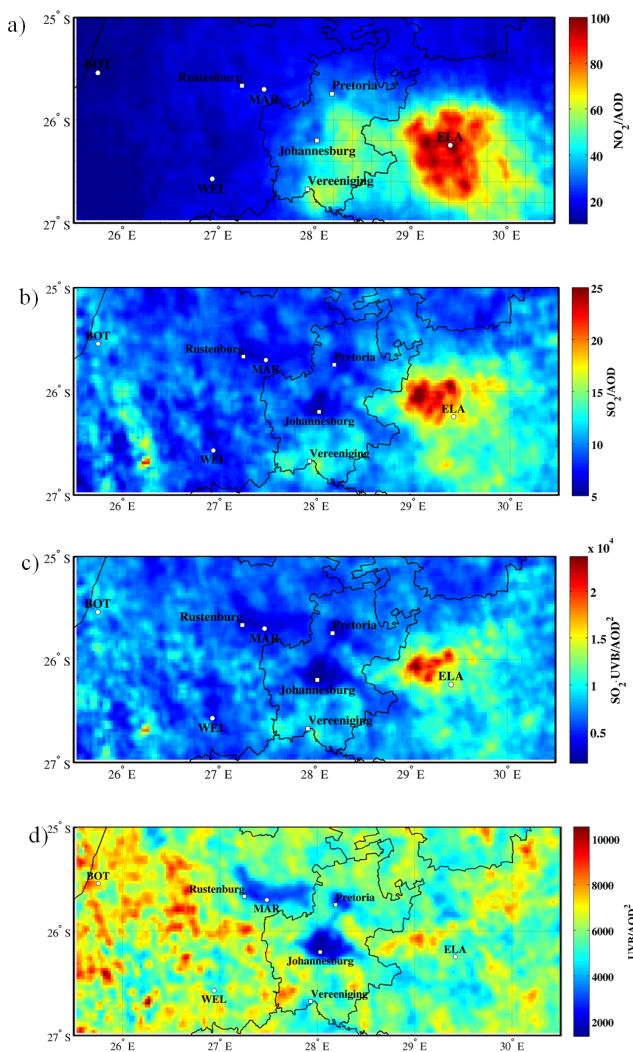 a)
25° S
26° S
27° S
26° E
27° E
28° E
29° E
30° E
BOT
Rustenburg
MAR
Pretoria
Johannesburg
ELA
WEL
Vereeniging
100
80
60
40
20
NO2/AOD
b)
25° S
26° S
27° S
26° E
27° E
28° E
29° E
30° E
BOT
Rustenburg
MAR
Pretoria
Johannesburg
ELA
WEL
Vereeniging
25
20
15
10
5
SO2/AOD
c)
25° S
26° S
27° S
26° E
27° E
28° E
29° E
30° E
BOT
Rustenburg
MAR
Pretoria
Johannesburg
ELA
WEL
Vereeniging
x 10⁴
2
1.5
1
0.5
SO2 UVB/AOD²
d)
25° S
26° S
27° S
26° E
27° E
28° E
29° E
30° E
BOT
Rustenburg
MAR
Pretoria
Johannesburg
ELA
WEL
Vereeniging
10000
8000
6000
4000
2000
UVB/AOD²